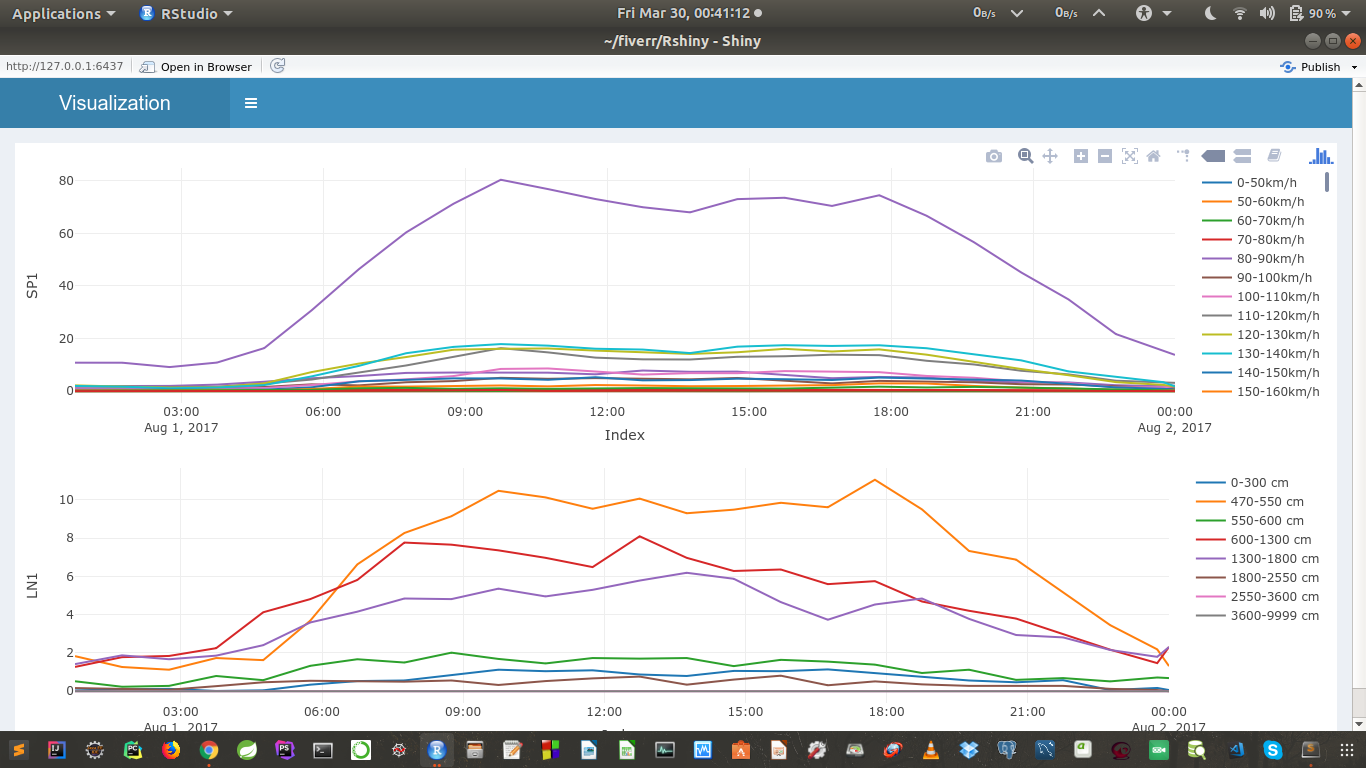 Applications RStudio Fri Mar 30, 00:41:12 0B/s 0B/s 90%
~/fiverr/Rshiny - Shiny
http://127.0.0.1:6437 Open in Browser Publish
Visualization
80
60
40
20
0
SP1
03:00 06:00 09:00 12:00 15:00 18:00 21:00 00:00
Aug 1, 2017 Aug 2, 2017
Index
0-50km/h
50-60km/h
60-70km/h
70-80km/h
80-90km/h
90-100km/h
100-110km/h
110-120km/h
120-130km/h
130-140km/h
140-150km/h
150-160km/h
10
8
6
4
2
0
LN1
03:00 06:00 09:00 12:00 15:00 18:00 21:00 00:00
Aug 1, 2017 Aug 2, 2017
0-300 cm
470-550 cm
550-600 cm
600-1300 cm
1300-1800 cm
1800-2550 cm
2550-3600 cm
3600-9999 cm